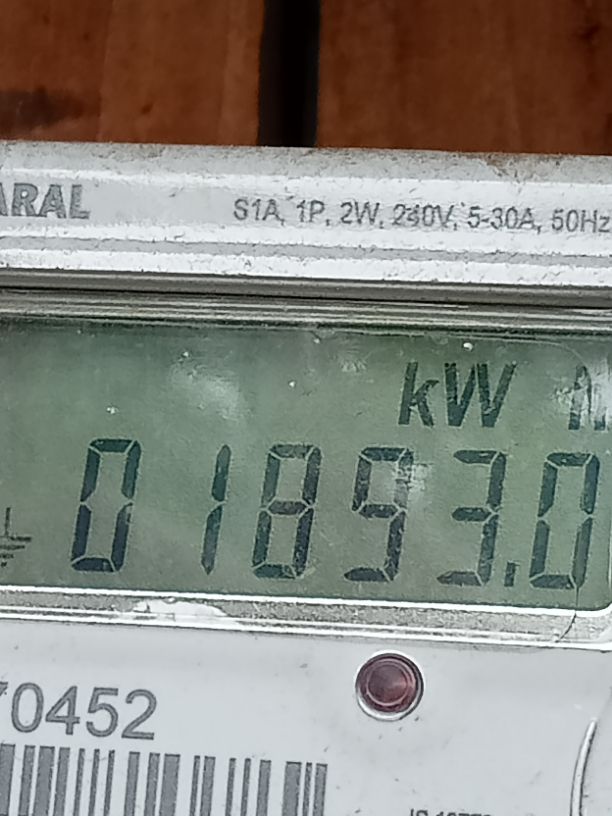 ARAL
S1A, 1P, 2W, 240V, 5-30A, 50Hz
kW
01893.0
70452